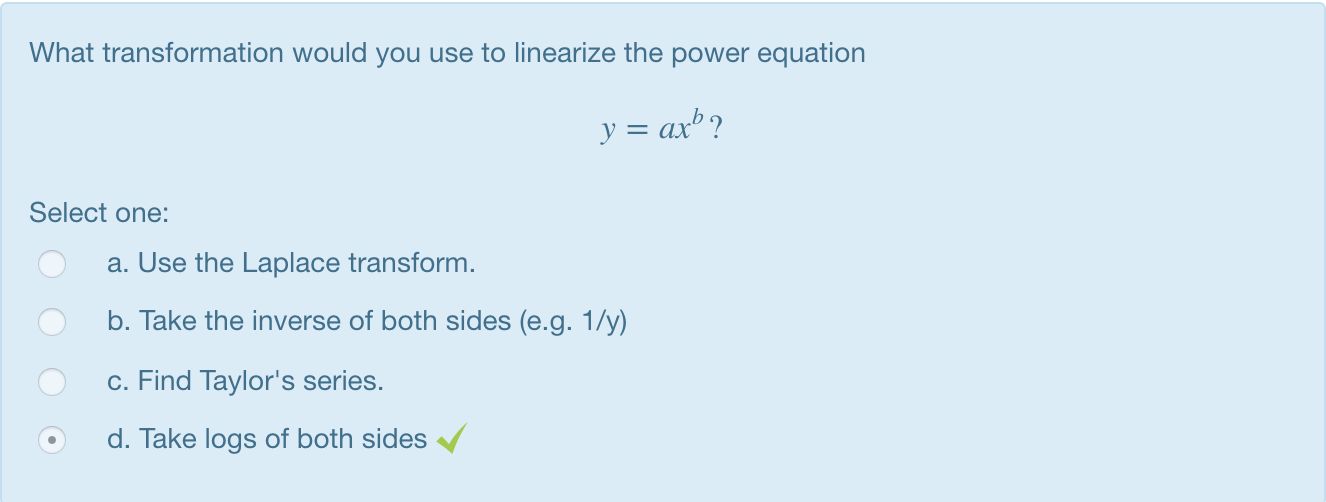 What transformation would you use to linearize the power equation
y = ax^b ?
Select one:
a. Use the Laplace transform.
b. Take the inverse of both sides (e.g. 1/y)
c. Find Taylor's series.
d. Take logs of both sides